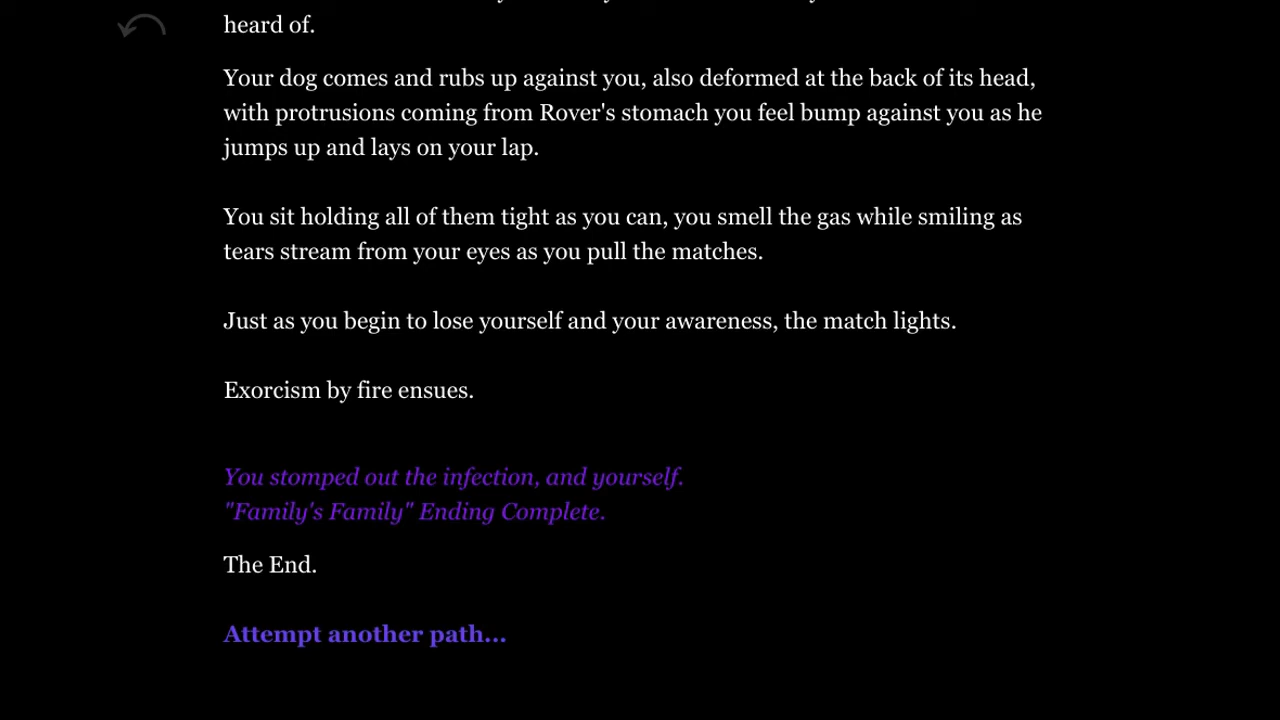 heard of.
Your dog comes and rubs up against you, also deformed at the back of its head,
with protrusions coming from Rover's stomach you feel bump against you as he
jumps up and lays on your lap.
You sit holding all of them tight as you can, you smell the gas while smiling as
tears stream from your eyes as you pull the matches.
Just as you begin to lose yourself and your awareness, the match lights.
Exorcism by fire ensues.
You stomped out the infection, and yourself.
"Family's Family" Ending Complete.
The End.
Attempt another path...